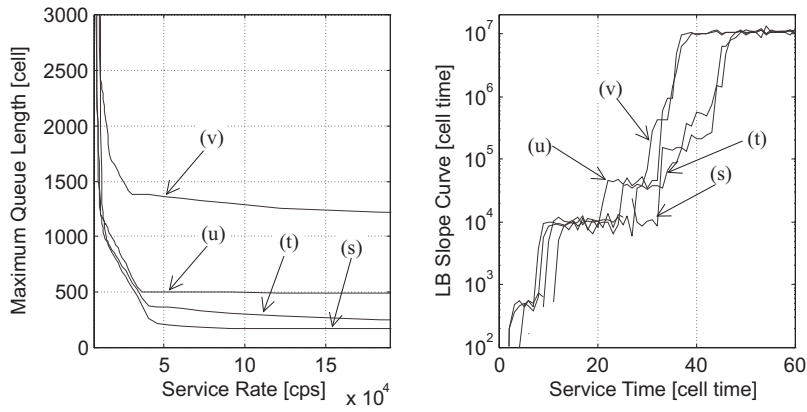 3000
2500
2000
1500
1000
500
0
Maximum Queue Length [cell]
(v)
(u)
(t)
(s)
5
10
15
Service Rate [cps]
x 10^4
10^7
10^6
10^5
10^4
10^3
10^2
LB Slope Curve [cell time]
(v)
(u)
(t)
(s)
0
20
40
60
Service Time [cell time]